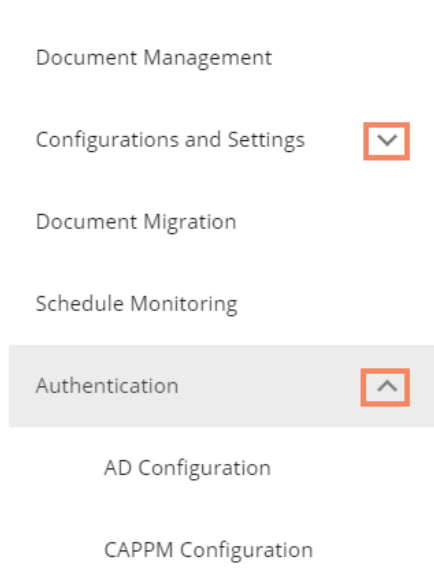 Document Management
Configurations and Settings
Document Migration
Schedule Monitoring
Authentication
AD Configuration
CAPPM Configuration